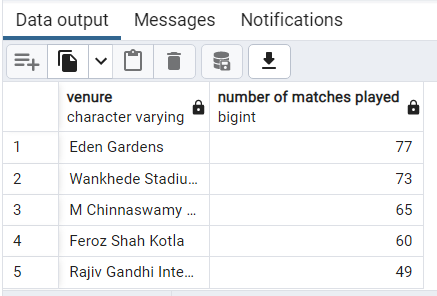 Data output Messages Notifications
venure number of matches played
character varying bigint
1 Eden Gardens 77
2 Wankhede Stadiu... 73
3 M Chinnaswamy ... 65
4 Feroz Shah Kotla 60
5 Rajiv Gandhi Inte... 49